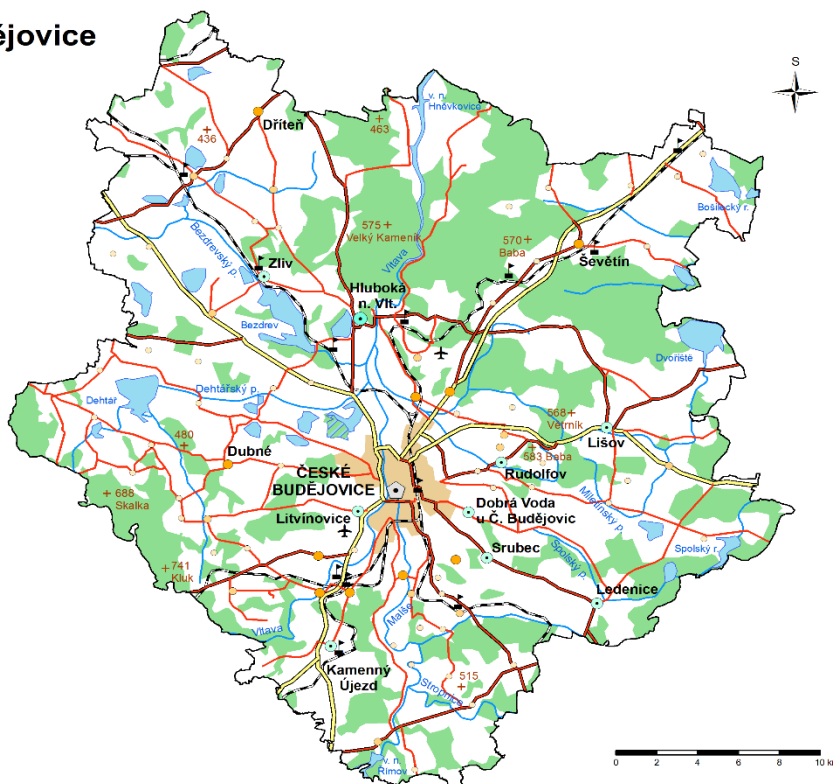 ějovice
S
v. n.
Hněvkovice
436
Dříteň
463
Bošilecký r.
575
Velký Kameník
570
Baba
Vltava
Bezdrevský p.
Ševětín
Zliv
Hluboká
n. Vlt.
Bezdrev
Dvořiště
Dehtář
Dehtářský p.
568
Větrník
480
Lišov
Dubné
583 Baba
Rudolfov
ČESKÉ
BUDĚJOVICE
688
Skalka
Litvínovice
Dobrá Voda
u Č. Budějovic
Miletínský p.
Srubec
Spolský p.
Spolský r.
741
Kluk
Ledenice
Malše
Vltava
Kamenný
Újezd
515
Stropnice
v. n.
Římov
0 2 4 6 8 10 k